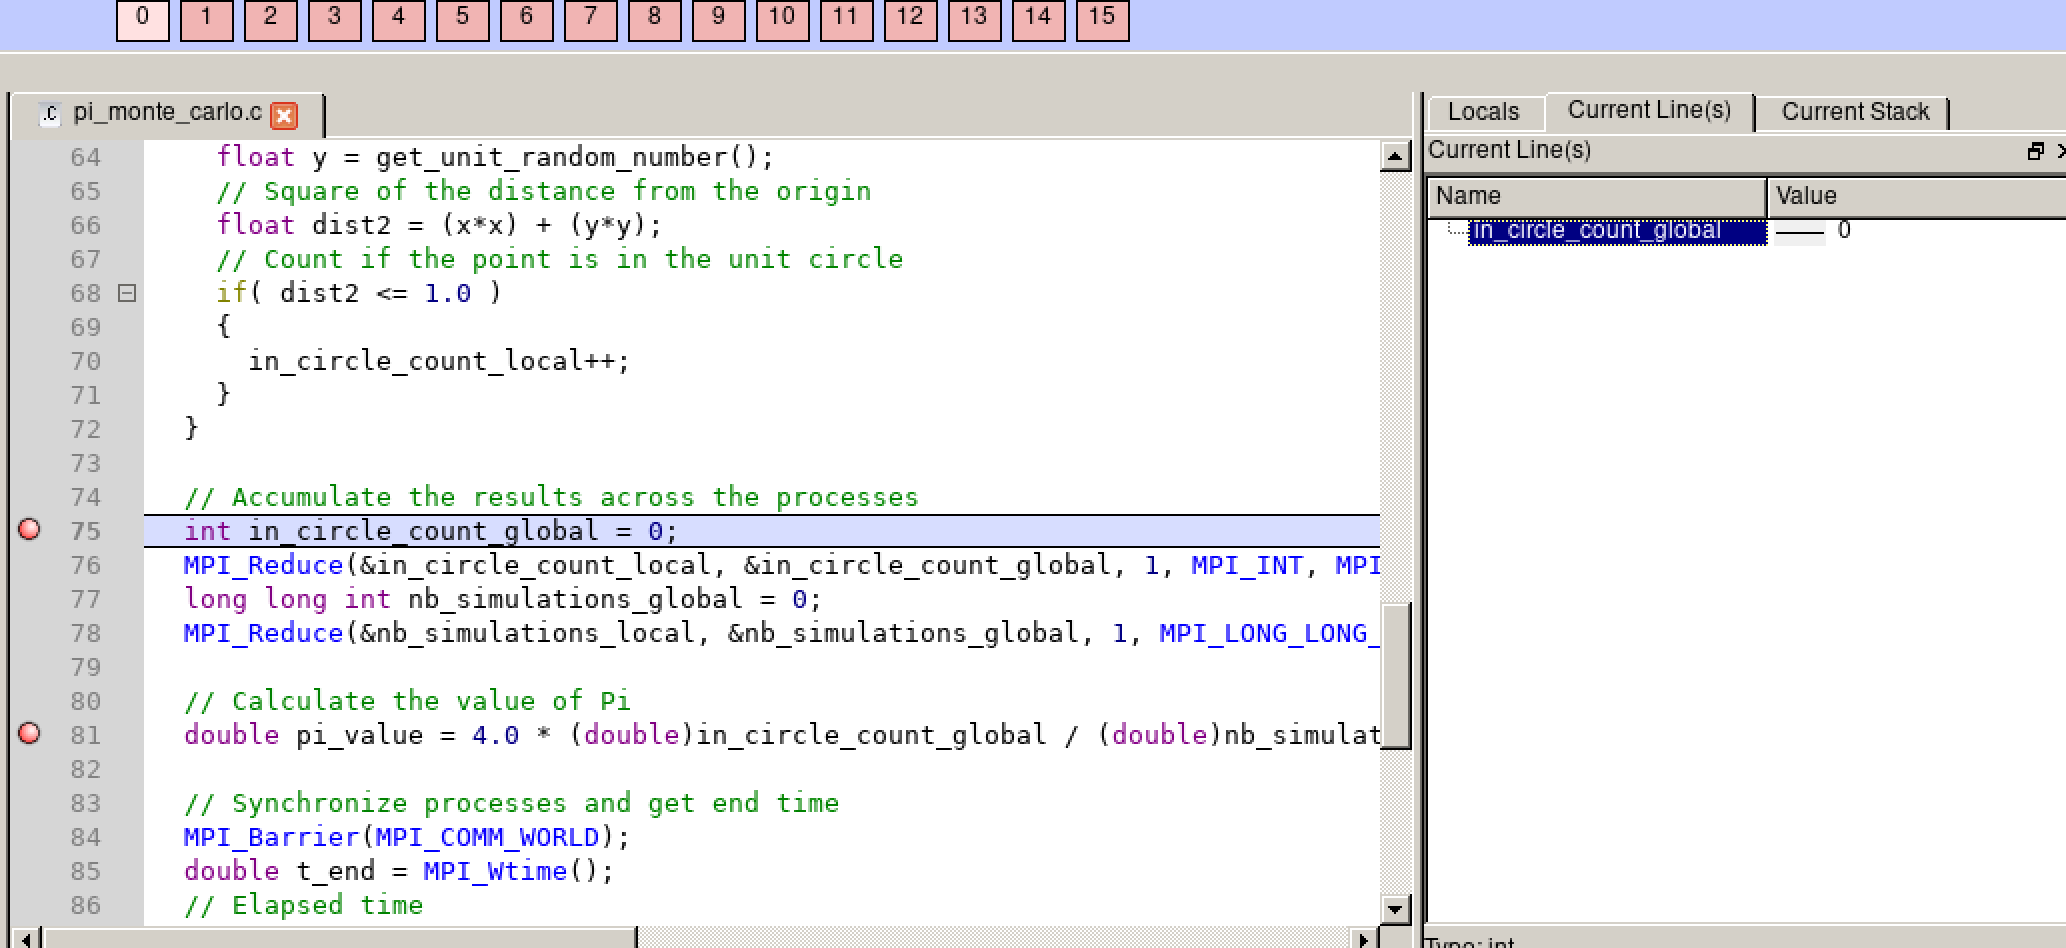 0 1 2 3 4 5 6 7 8 9 10 11 12 13 14 15
.c pi_monte_carlo.c
64 float y = get_unit_random_number();
65 // Square of the distance from the origin
66 float dist2 = (x*x) + (y*y);
67 // Count if the point is in the unit circle
68 if( dist2 <= 1.0 )
69 {
70 in_circle_count_local++;
71 }
72 }
73
74 // Accumulate the results across the processes
75 int in_circle_count_global = 0;
76 MPI_Reduce(&in_circle_count_local, &in_circle_count_global, 1, MPI_INT, MPI
77 long long int nb_simulations_global = 0;
78 MPI_Reduce(&nb_simulations_local, &nb_simulations_global, 1, MPI_LONG_LONG_
79
80 // Calculate the value of Pi
81 double pi_value = 4.0 * (double)in_circle_count_global / (double)nb_simulat
82
83 // Synchronize processes and get end time
84 MPI_Barrier(MPI_COMM_WORLD);
85 double t_end = MPI_Wtime();
86 // Elapsed time
Locals Current Line(s) Current Stack
Current Line(s)
Name Value
in_circle_count_global 0
Type: int